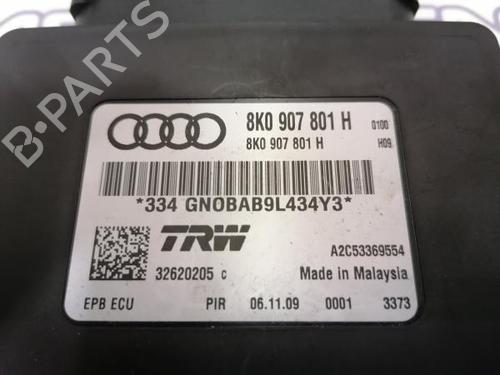 8K0 907 801 H 0100
8K0 907 801 H H09
*334 GNOBAB9L434Y3*
TRW
A2C53369554
32620205 c Made in Malaysia
EPB ECU PIR 06.11.09 0001 3373
B-PARTS